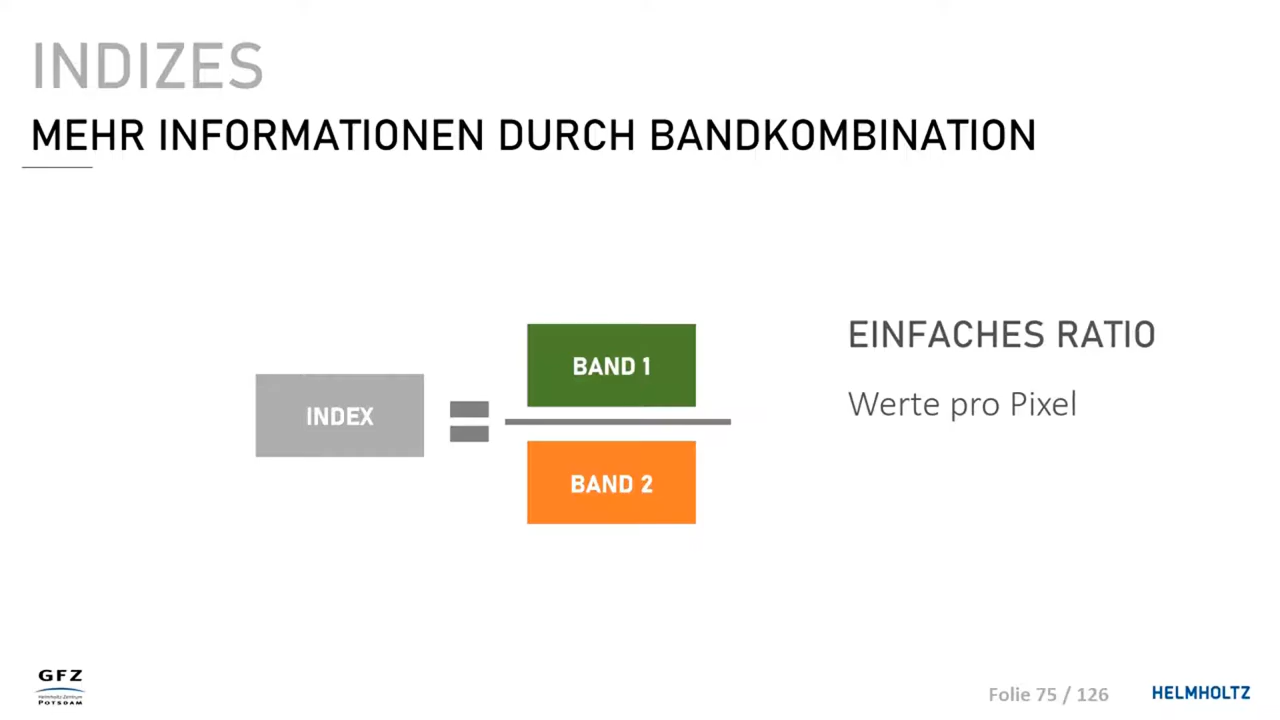 INDIZES
MEHR INFORMATIONEN DURCH BANDKOMBINATION
INDEX
BAND 1
BAND 2
EINFACHES RATIO
Werte pro Pixel
GFZ
Helmholtz-Zentrum
POTSDAM
Folie 75 / 126
HELMHOLTZ